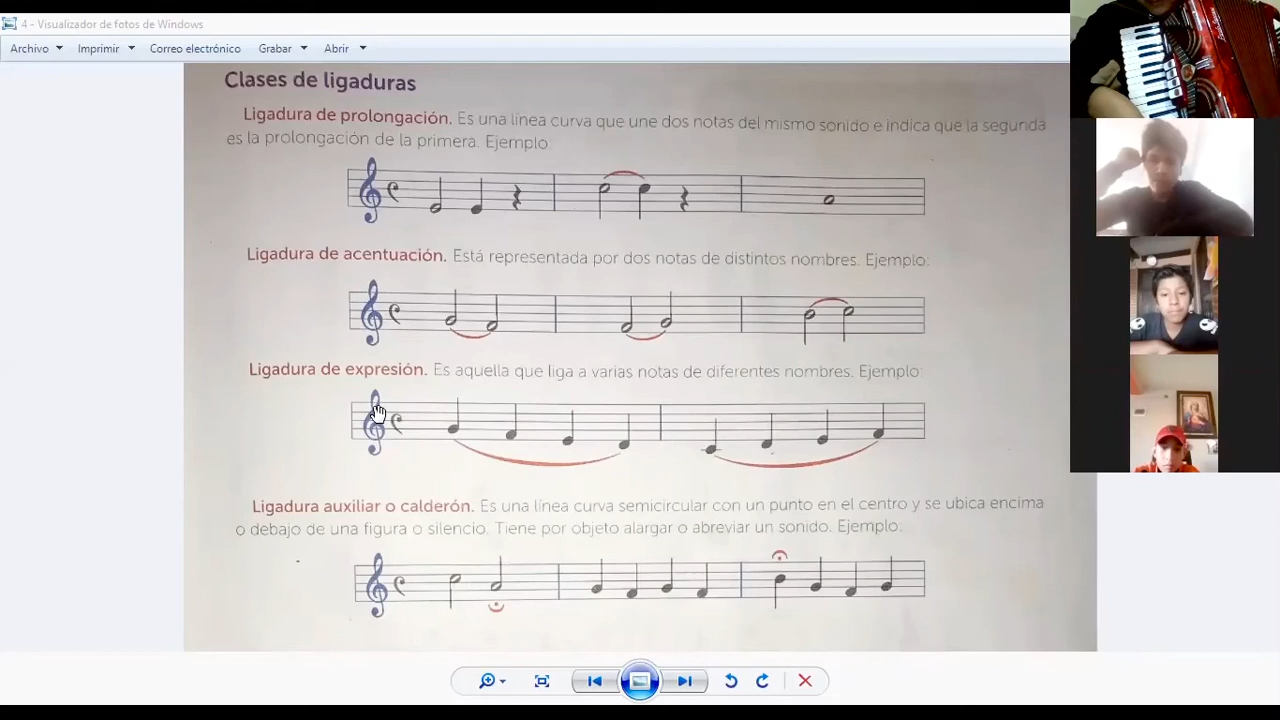 4 - Visualizador de fotos de Windows
Archivo Imprimir Correo electrónico Grabar Abrir
Clases de ligaduras
Ligadura de prolongación. Es una línea curva que une dos notas del mismo sonido e indica que la segunda
es la prolongación de la primera. Ejemplo:
Ligadura de acentuación. Está representada por dos notas de distintos nombres. Ejemplo:
Ligadura de expresión. Es aquella que liga a varias notas de diferentes nombres. Ejemplo:
Ligadura auxiliar o calderón. Es una línea curva semicircular con un punto en el centro y se ubica encima
o debajo de una figura o silencio. Tiene por objeto alargar o abreviar un sonido. Ejemplo: